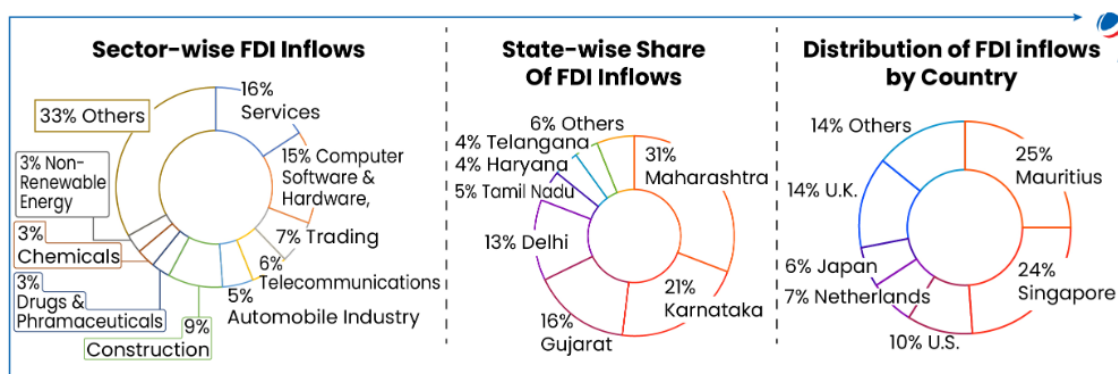 Sector-wise FDI Inflows
16%
Services
15% Computer
Software &
Hardware,
7% Trading
6%
Telecommunications
5%
Automobile Industry
9%
Construction
3%
Drugs &
Phramaceuticals
3%
Chemicals
3% Non-
Renewable
Energy
33% Others
State-wise Share
Of FDI Inflows
31%
Maharashtra
21%
Karnataka
16%
Gujarat
13% Delhi
5% Tamil Nadu
4% Haryana
4% Telangana
6% Others
Distribution of FDI inflows
by Country
25%
Mauritius
24%
Singapore
10% U.S.
7% Netherlands
6% Japan
14% U.K.
14% Others